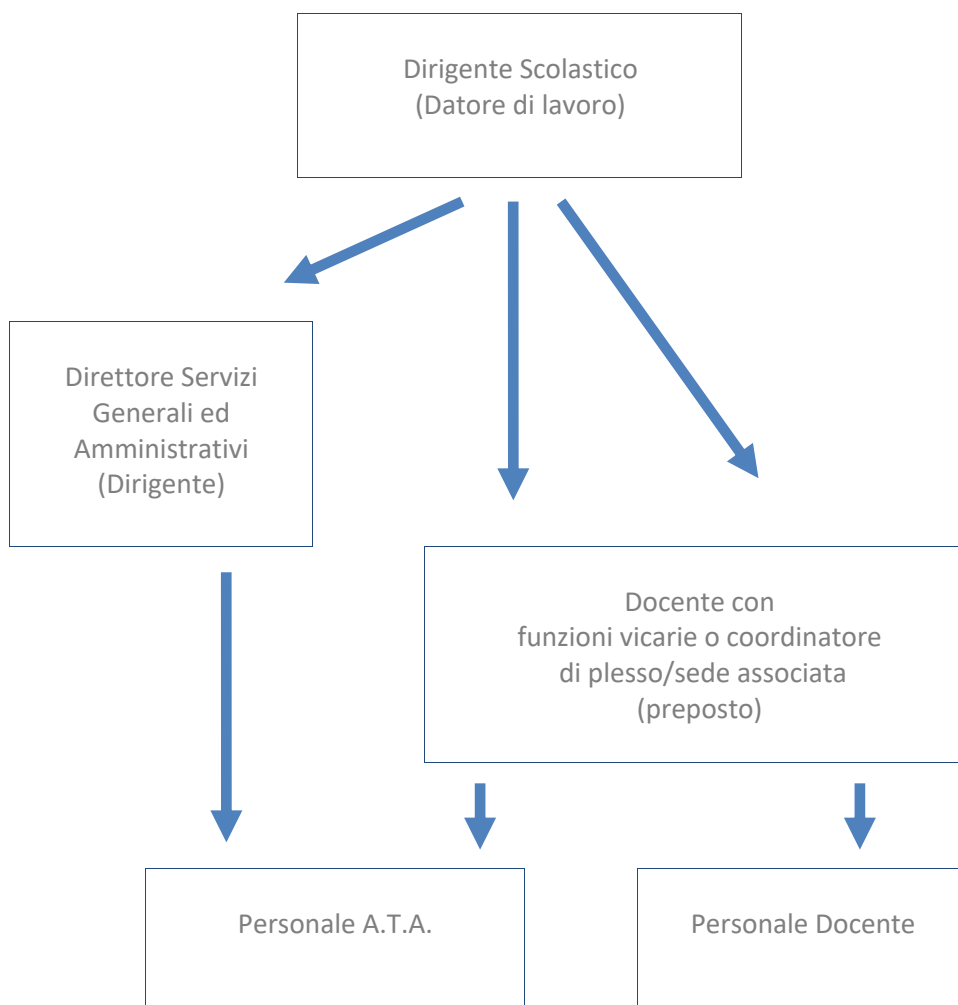 Dirigente Scolastico
(Datore di lavoro)
Direttore Servizi
Generali ed
Amministrativi
(Dirigente)
Docente con
funzioni vicarie o coordinatore
di plesso/sede associata
(preposto)
Personale A.T.A.
Personale Docente